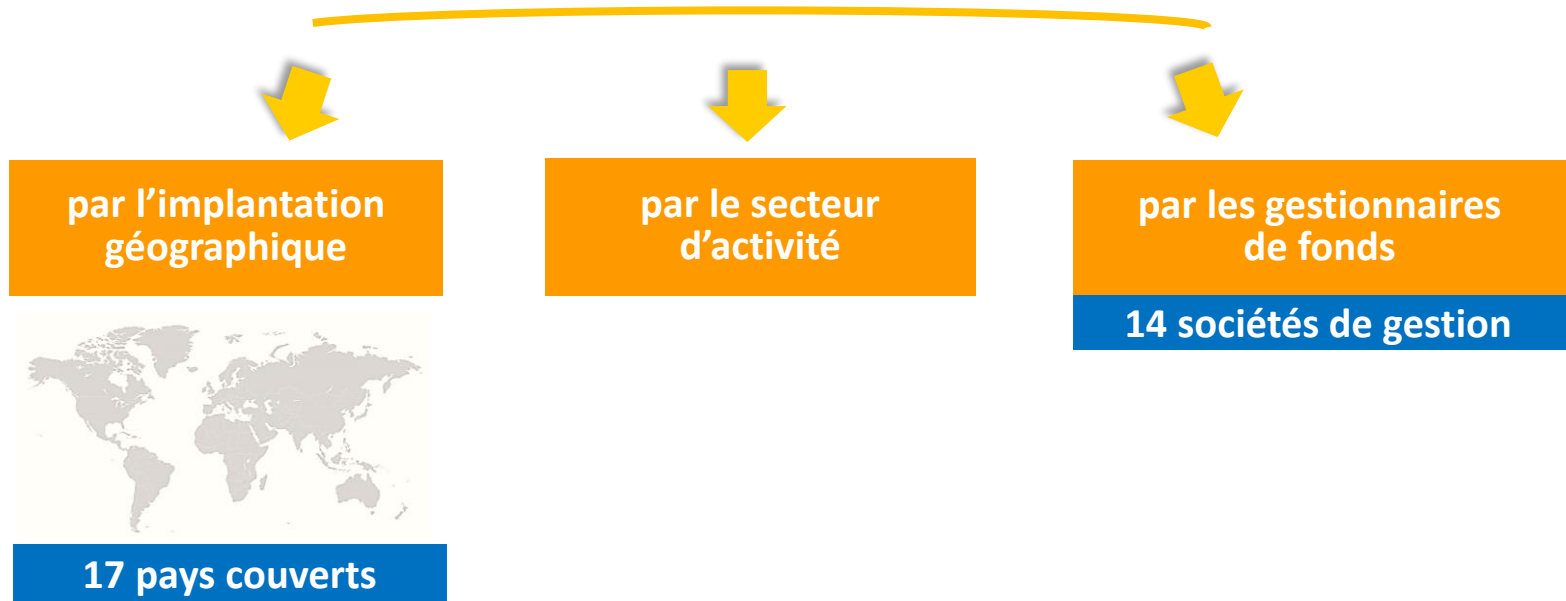 par l’implantation
géographique
17 pays couverts
par le secteur
d’activité
par les gestionnaires
de fonds
14 sociétés de gestion